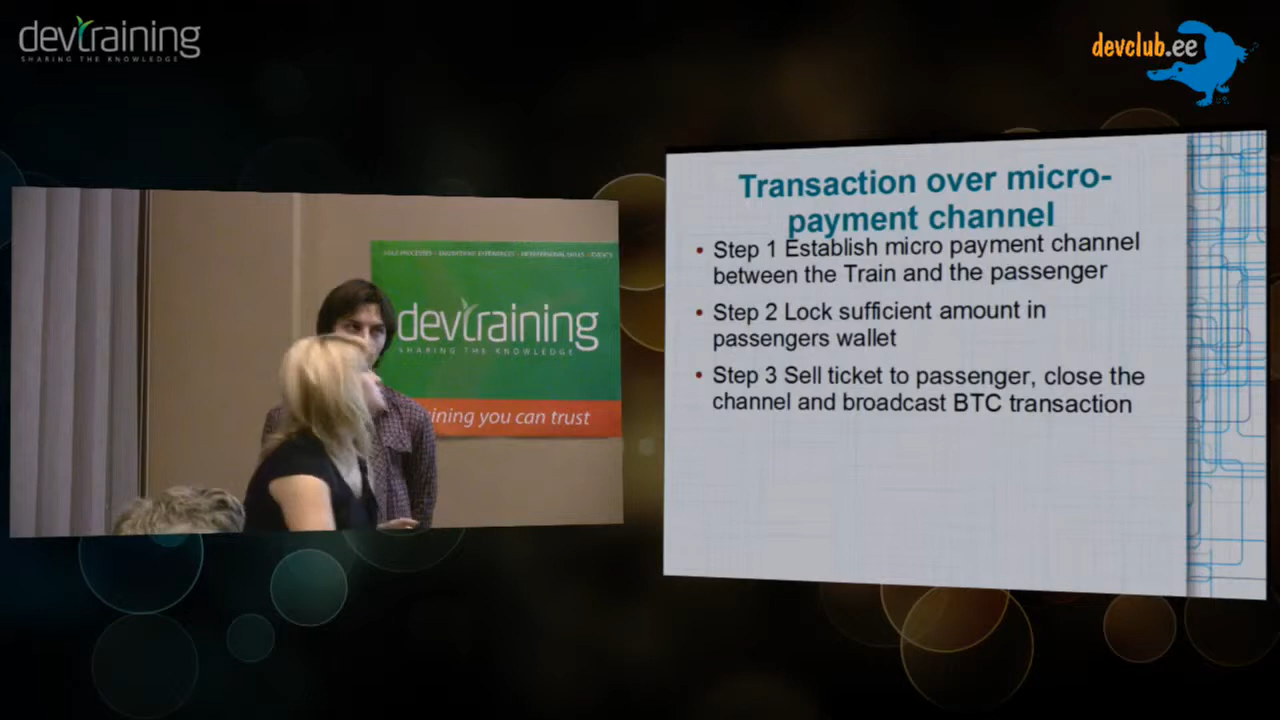 devtraining
SHARING THE KNOWLEDGE
devclub.ee
devtraining
SHARING THE KNOWLEDGE
ining you can trust
Transaction over micro-
payment channel
• Step 1 Establish micro payment channel
between the Train and the passenger
• Step 2 Lock sufficient amount in
passengers wallet
• Step 3 Sell ticket to passenger, close the
channel and broadcast BTC transaction